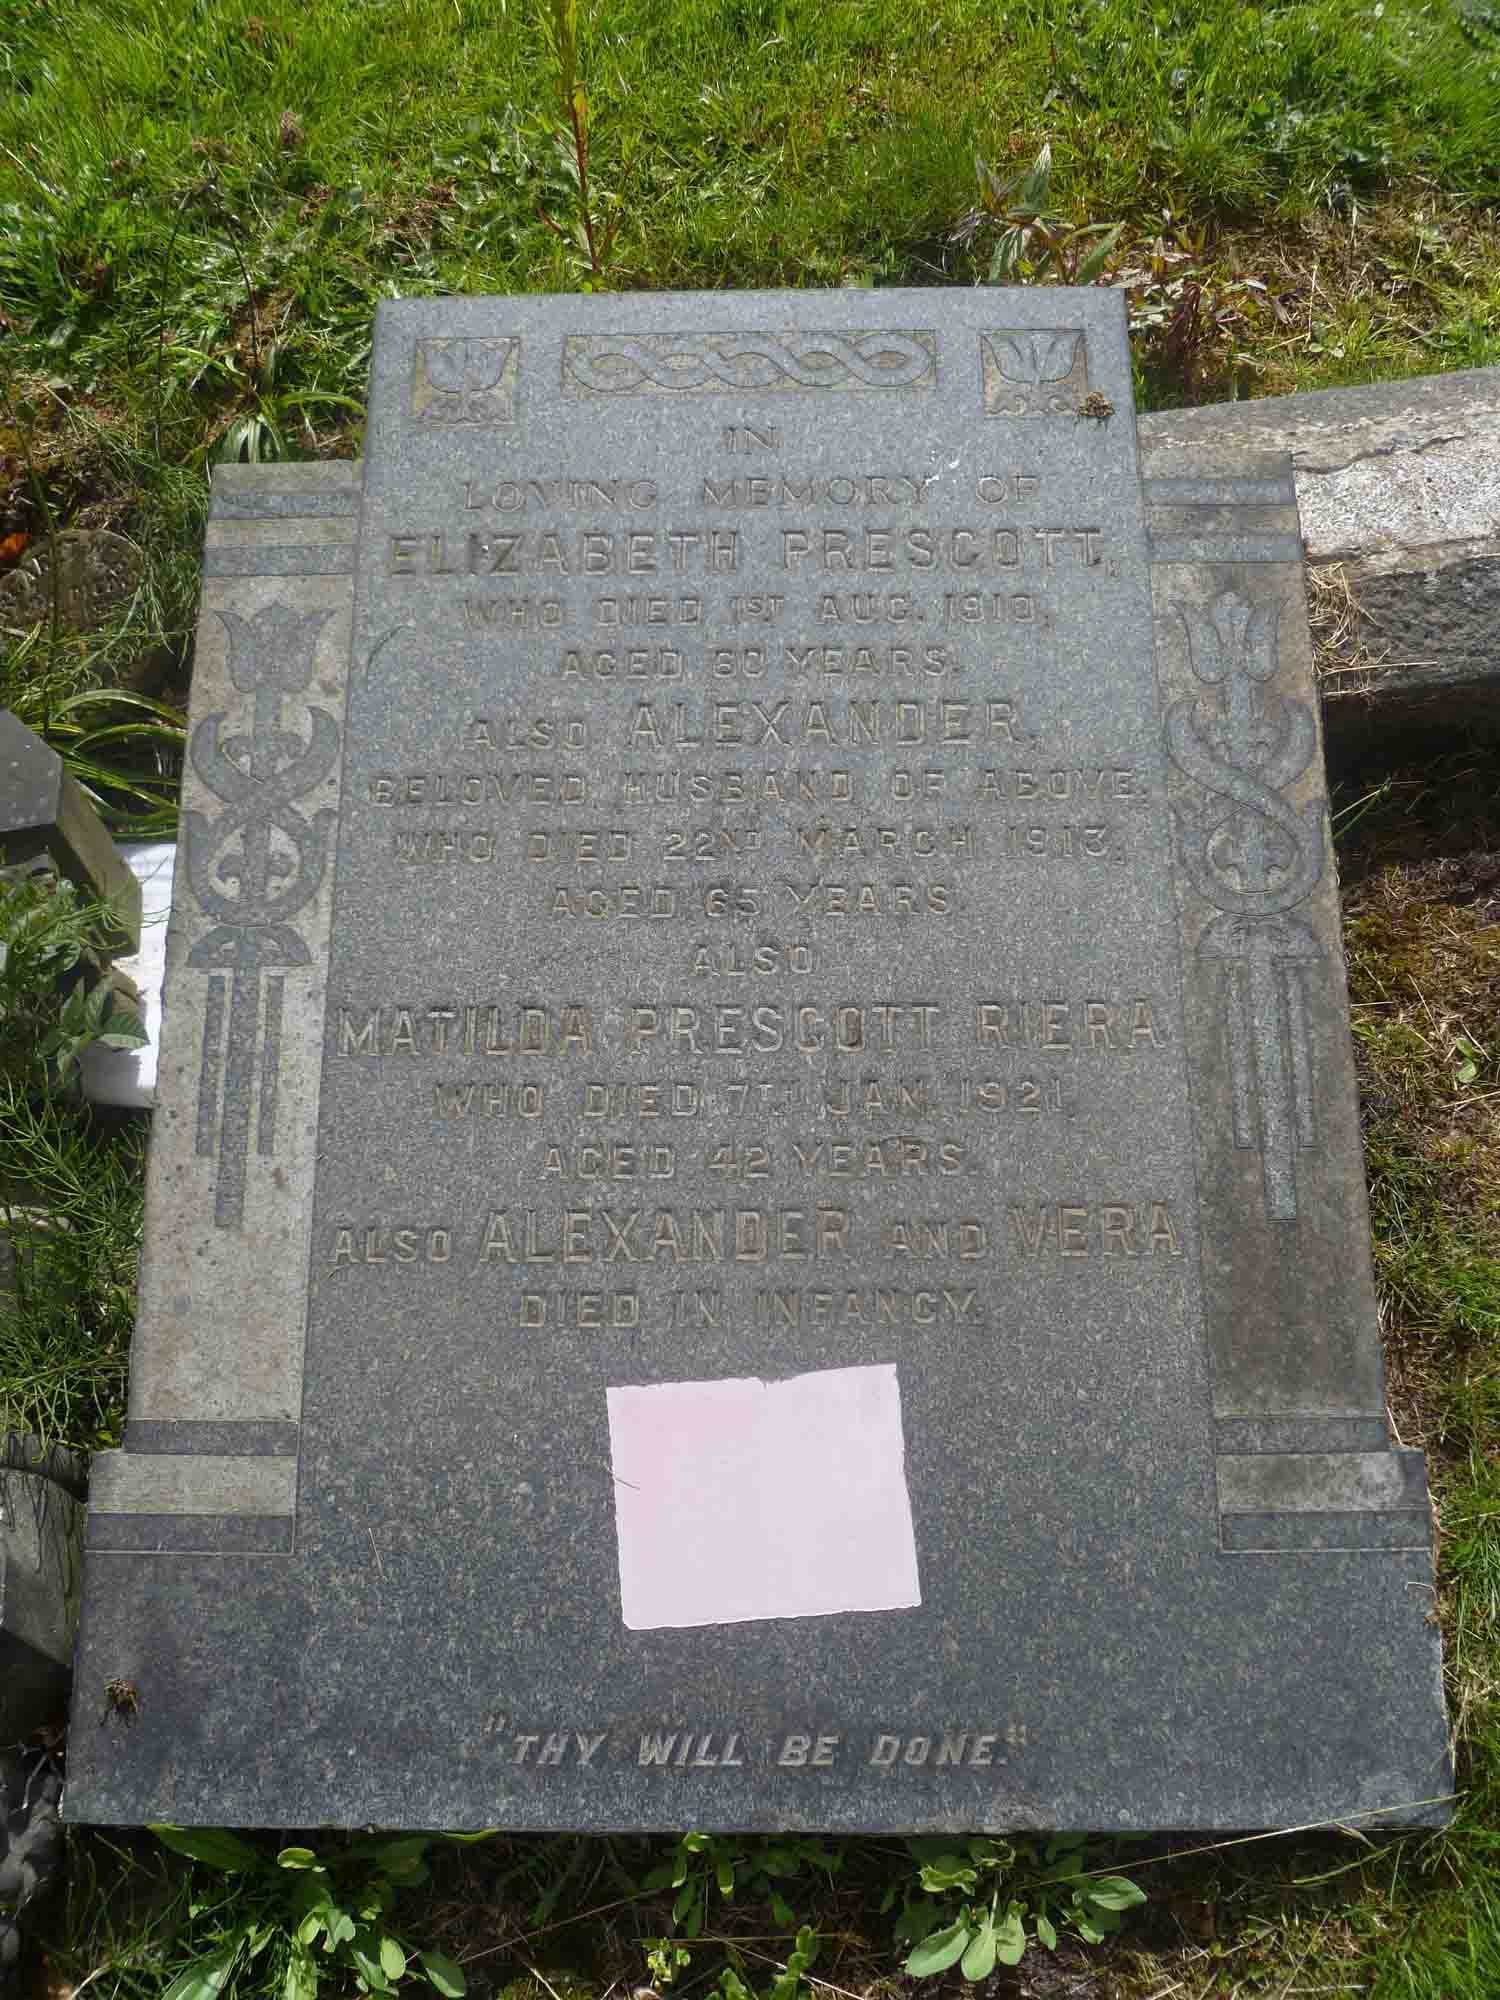 IN
LOVING MEMORY OF
ELIZABETH PRESCOTT,
WHO DIED 1ST AUG. 1910,
AGED 60 YEARS.
ALSO ALEXANDER,
BELOVED HUSBAND OF ABOVE,
WHO DIED 22ND MARCH 1913,
AGED 65 YEARS
ALSO
MATILDA PRESCOTT RIERA
WHO DIED 7TH JAN. 1921,
AGED 42 YEARS.
ALSO ALEXANDER AND VERA
DIED IN INFANCY.
"THY WILL BE DONE."